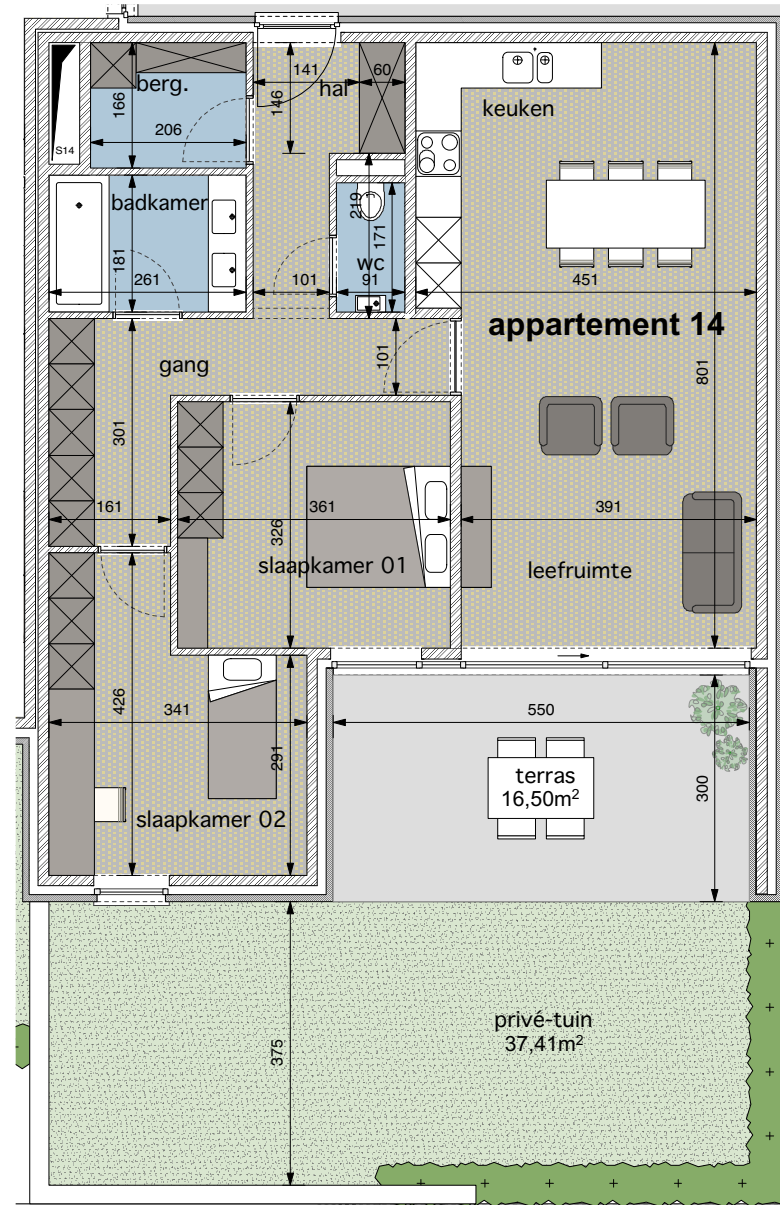 141
60
berg.
hal
166
146
keuken
206
S14
badkamer
219
171
181
wc
261
101
91
451
appartement 14
gang
101
801
301
161
361
391
326
slaapkamer 01
leefruimte
426
341
550
291
terras
16,50m²
300
slaapkamer 02
privé-tuin
37,41m²
375